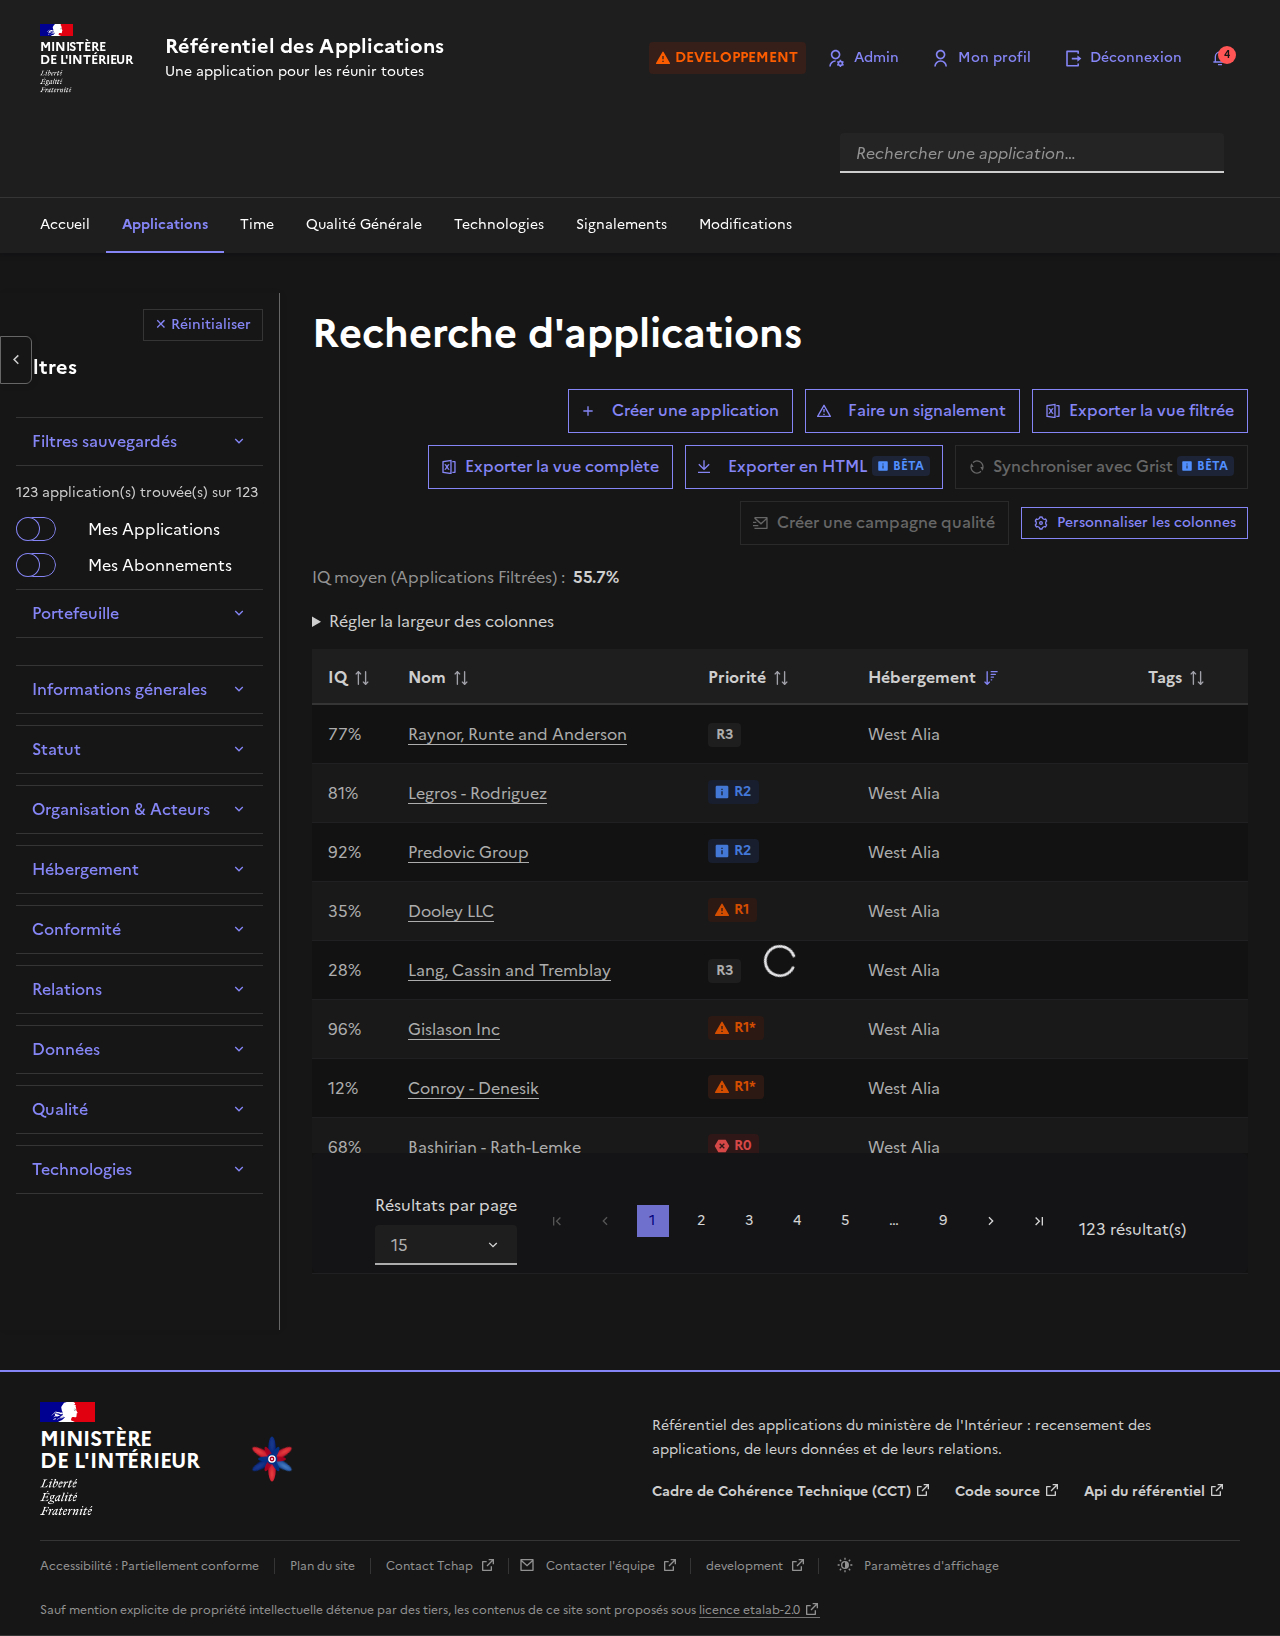 MINISTÈRE
DE L'INTÉRIEUR
Liberté
Égalité
Fraternité
Référentiel des Applications
Une application pour les réunir toutes
DEVELOPPEMENT
Admin
Mon profil
Déconnexion
4
Rechercher une application...
Accueil
Applications
Time
Qualité Générale
Technologies
Signalements
Modifications
Réinitialiser
ltres
Filtres sauvegardés
123 application(s) trouvée(s) sur 123
Mes Applications
Mes Abonnements
Portefeuille
Informations génerales
Statut
Organisation & Acteurs
Hébergement
Conformité
Relations
Données
Qualité
Technologies
Recherche d'applications
Créer une application
Faire un signalement
Exporter la vue filtrée
Exporter la vue complète
Exporter en HTML BÊTA
Synchroniser avec Grist BÊTA
Créer une campagne qualité
Personnaliser les colonnes
IQ moyen (Applications Filtrées) : 55.7%
Régler la largeur des colonnes
IQ Nom Priorité Hébergement Tags
77% Raynor, Runte and Anderson R3 West Alia
81% Legros - Rodriguez R2 West Alia
92% Predovic Group R2 West Alia
35% Dooley LLC R1 West Alia
28% Lang, Cassin and Tremblay R3 West Alia
96% Gislason Inc R1* West Alia
12% Conroy - Denesik R1* West Alia
68% Bashirian - Rath-Lemke R0 West Alia
Résultats par page
15
1 2 3 4 5 … 9
123 résultat(s)
MINISTÈRE
DE L'INTÉRIEUR
Liberté
Égalité
Fraternité
Référentiel des applications du ministère de l'Intérieur : recensement des
applications, de leurs données et de leurs relations.
Cadre de Cohérence Technique (CCT)
Code source
Api du référentiel
Accessibilité : Partiellement conforme
Plan du site
Contact Tchap
Contacter l'équipe
development
Paramètres d'affichage
Sauf mention explicite de propriété intellectuelle détenue par des tiers, les contenus de ce site sont proposés sous licence etalab-2.0